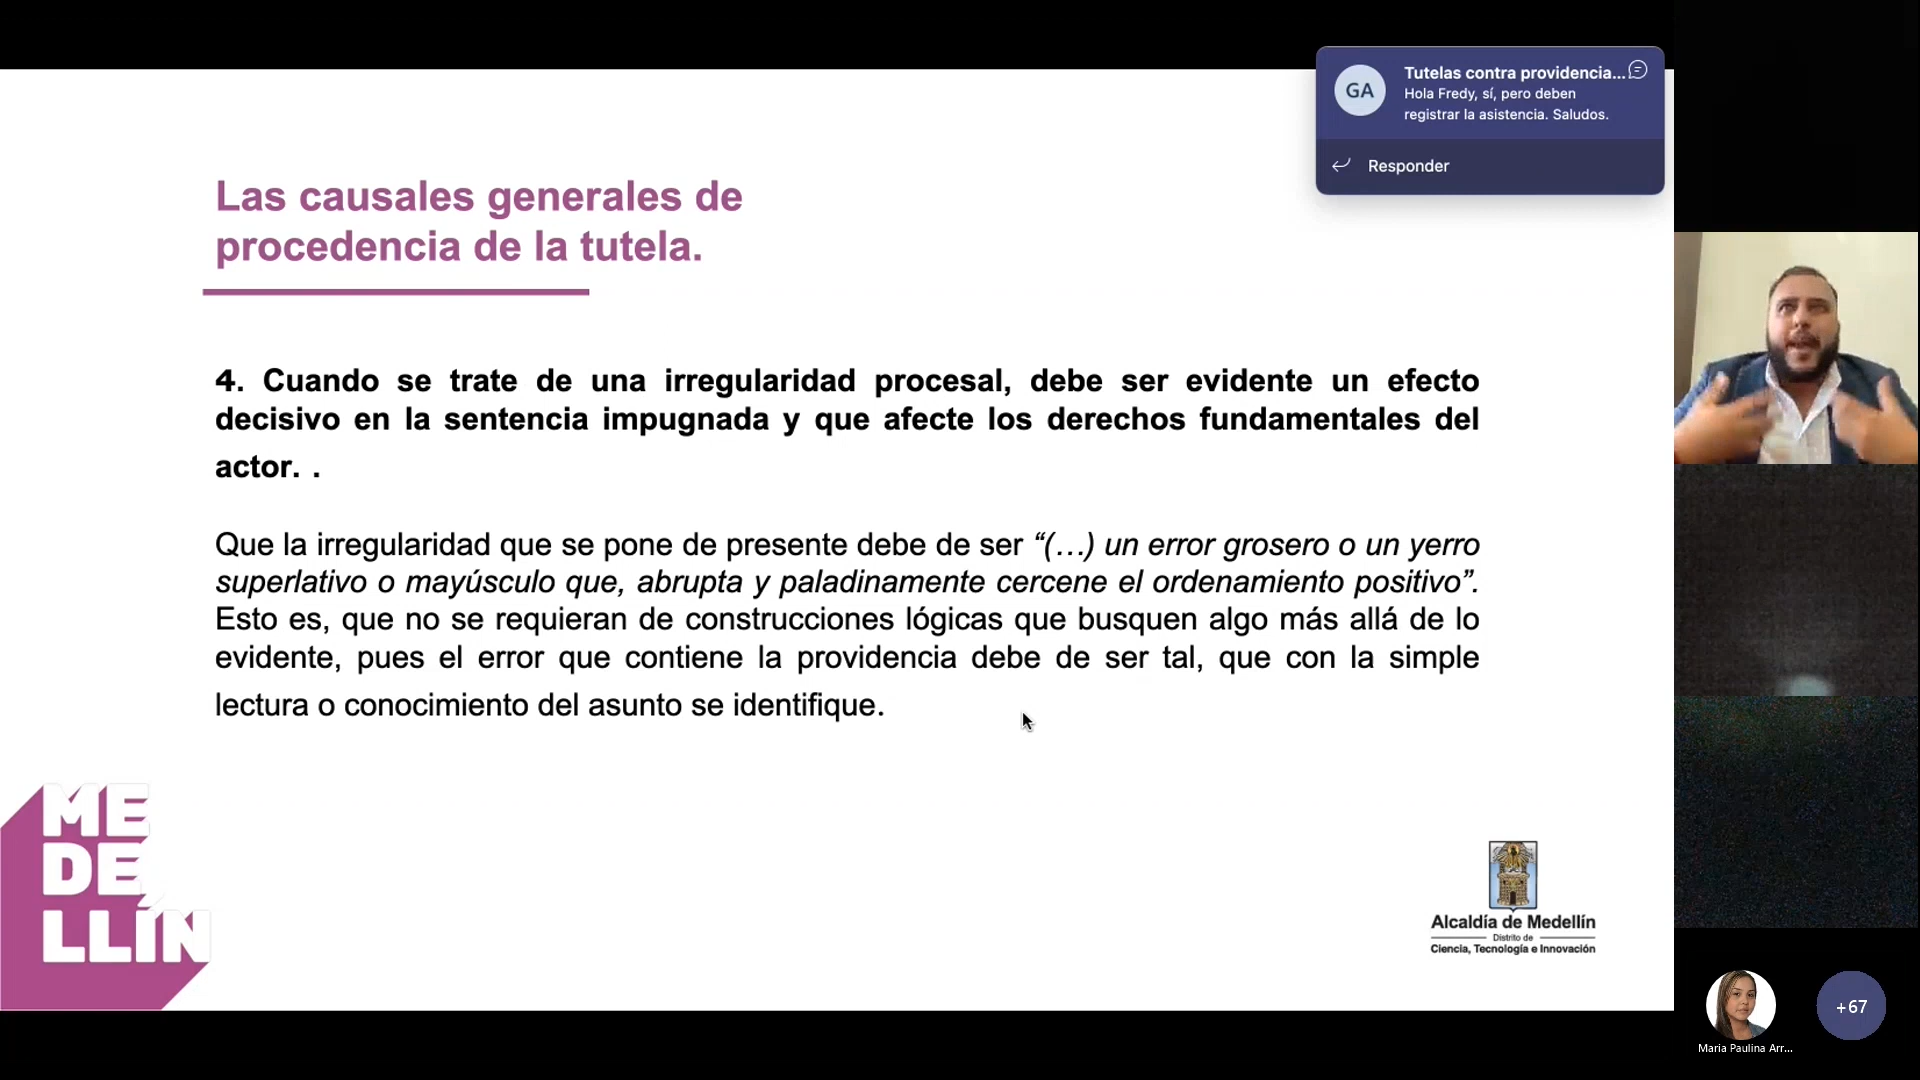 Tutelas contra providencia...
GA
Hola Fredy, sí, pero deben
registrar la asistencia. Saludos.
Responder
Las causales generales de
procedencia de la tutela.
4. Cuando se trate de una irregularidad procesal, debe ser evidente un efecto
decisivo en la sentencia impugnada y que afecte los derechos fundamentales del
actor. .
Que la irregularidad que se pone de presente debe de ser “(…) un error grosero o un yerro
superlativo o mayúsculo que, abrupta y paladinamente cercene el ordenamiento positivo”.
Esto es, que no se requieran de construcciones lógicas que busquen algo más allá de lo
evidente, pues el error que contiene la providencia debe de ser tal, que con la simple
lectura o conocimiento del asunto se identifique.
ME
DE
LLÍN
Alcaldía de Medellín
Distrito de
Ciencia, Tecnología e Innovación
+67
Maria Paulina Arr...